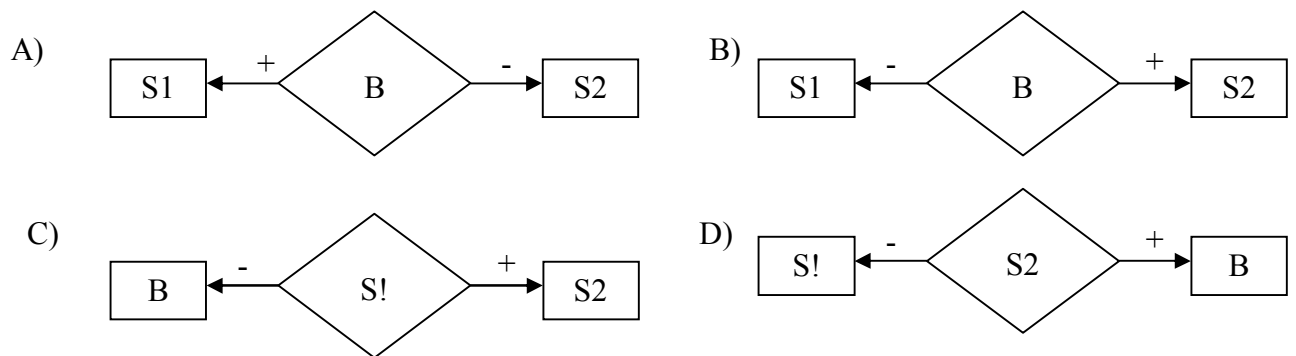 A)
S1 + B - S2
B)
S1 - B + S2
C)
B - S! + S2
D)
S! - S2 + B